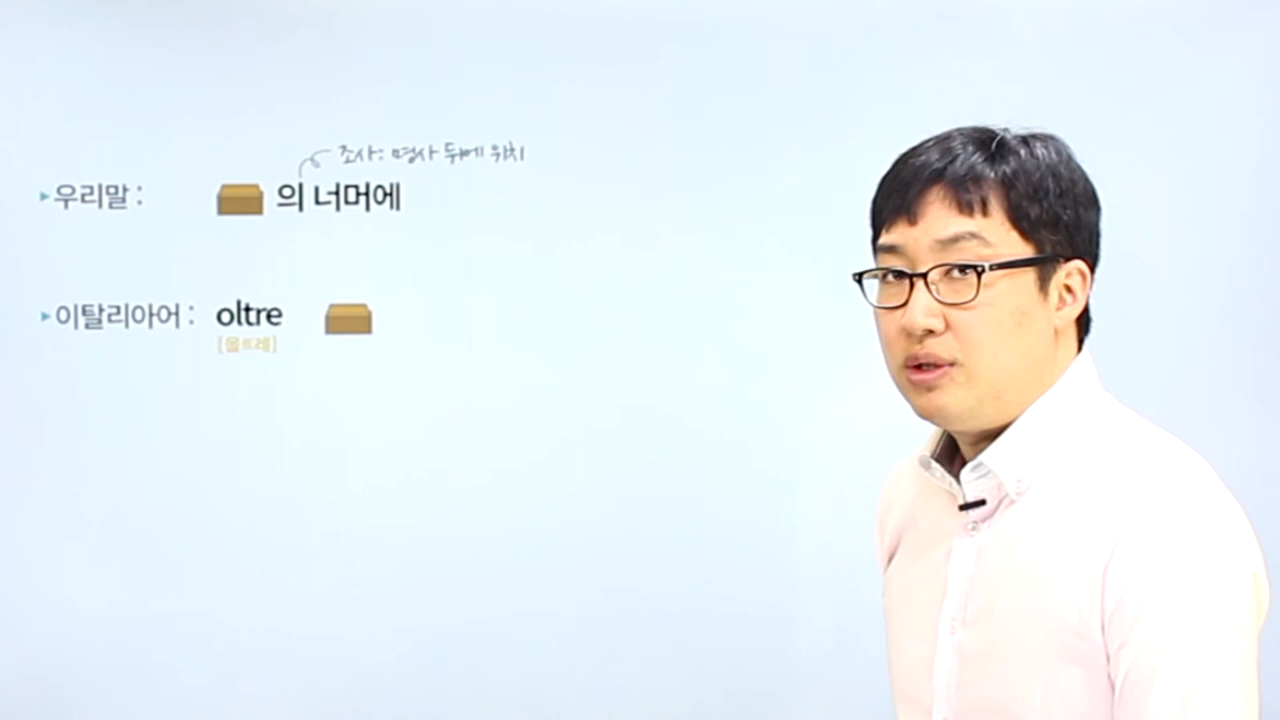 조사: 명사 뒤에 위치
▸우리말 : 의 너머에
▸이탈리아어 : oltre
[올트레]